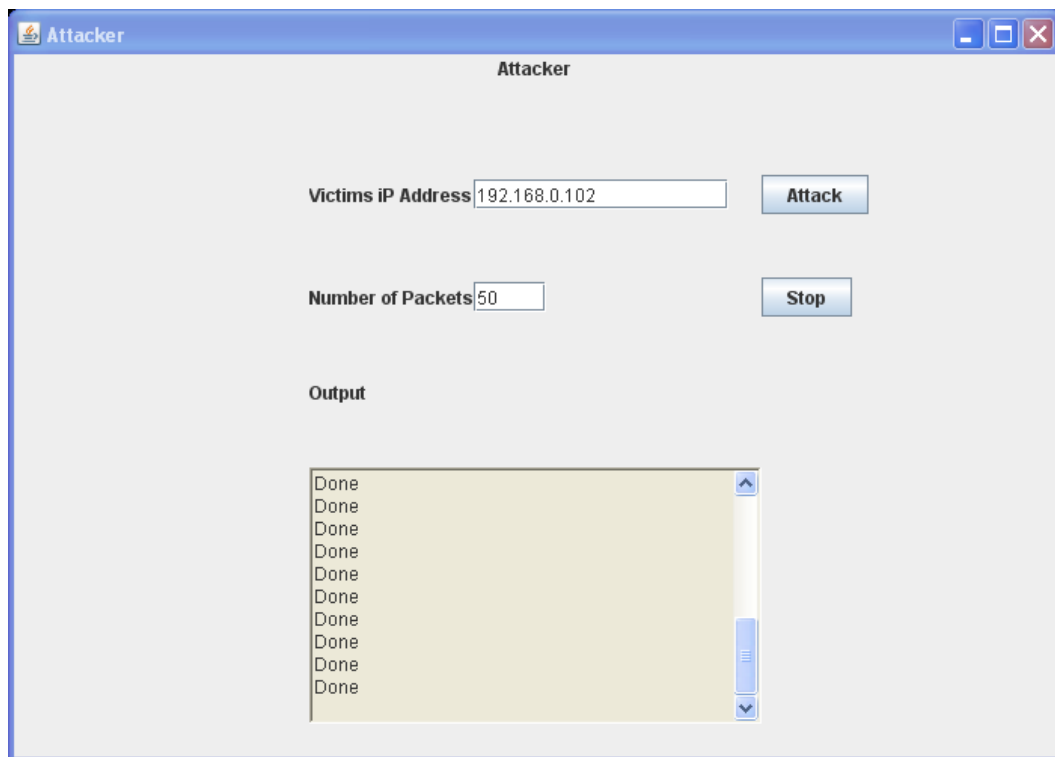 Attacker
Attacker
Victims iP Address 192.168.0.102 Attack
Number of Packets 50 Stop
Output
Done
Done
Done
Done
Done
Done
Done
Done
Done
Done